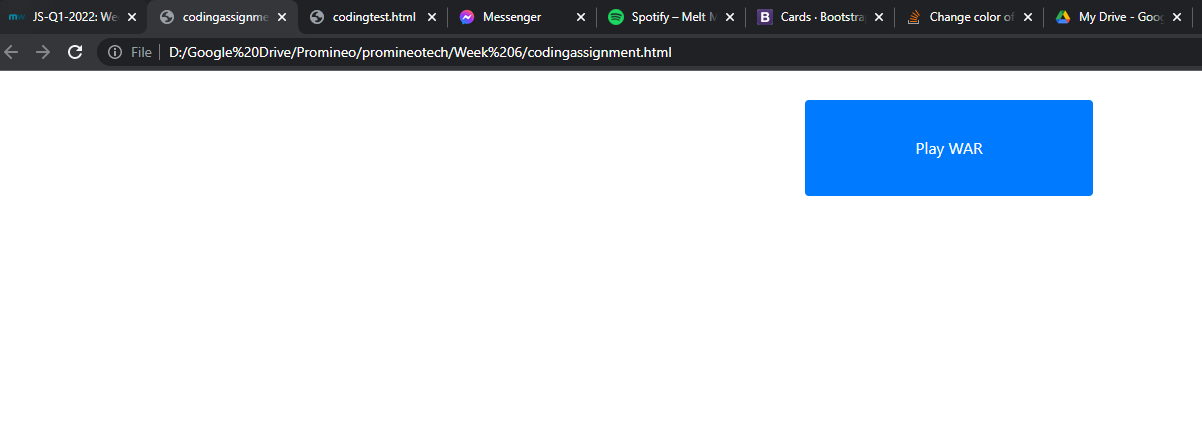 JS-Q1-2022: We
codingassignme
codingtest.html
Messenger
Spotify – Melt M
Cards · Bootstra
Change color of
My Drive - Goog
File
D:/Google%20Drive/Promineo/promineotech/Week%206/codingassignment.html
Play WAR